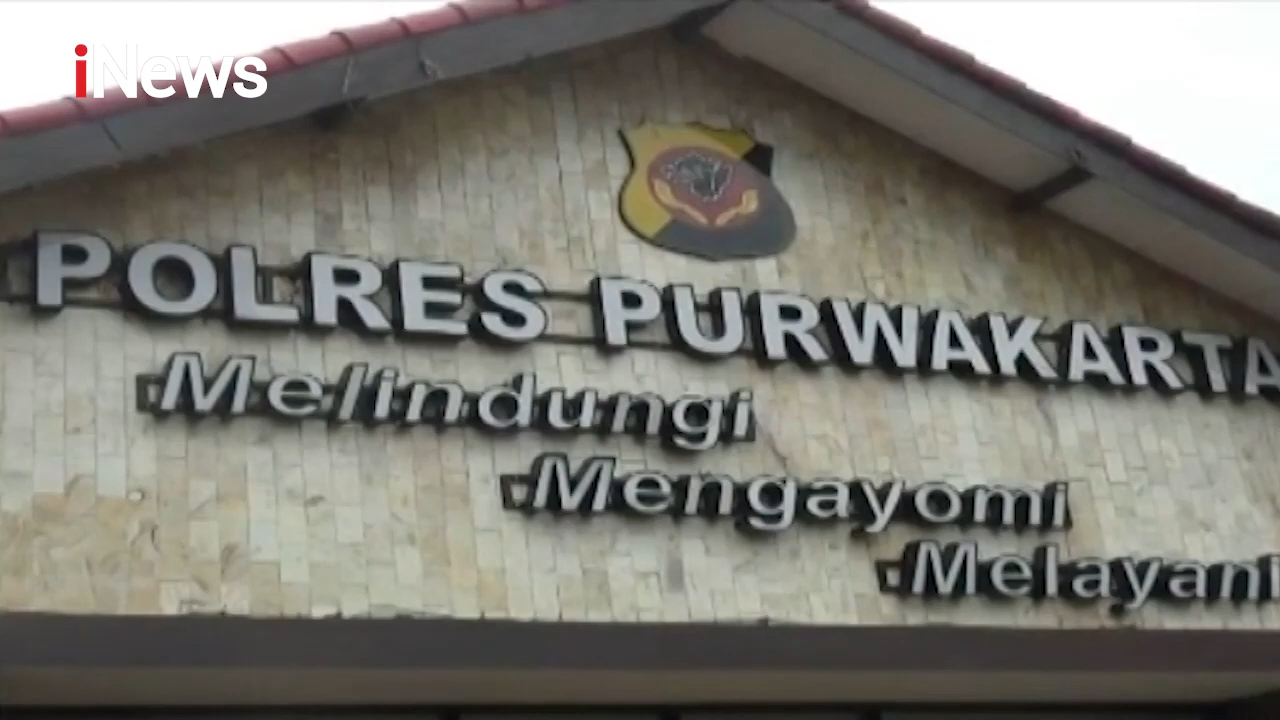 iNews
POLRES PURWAKARTA
Melindungi
Mengayomi
Melayani